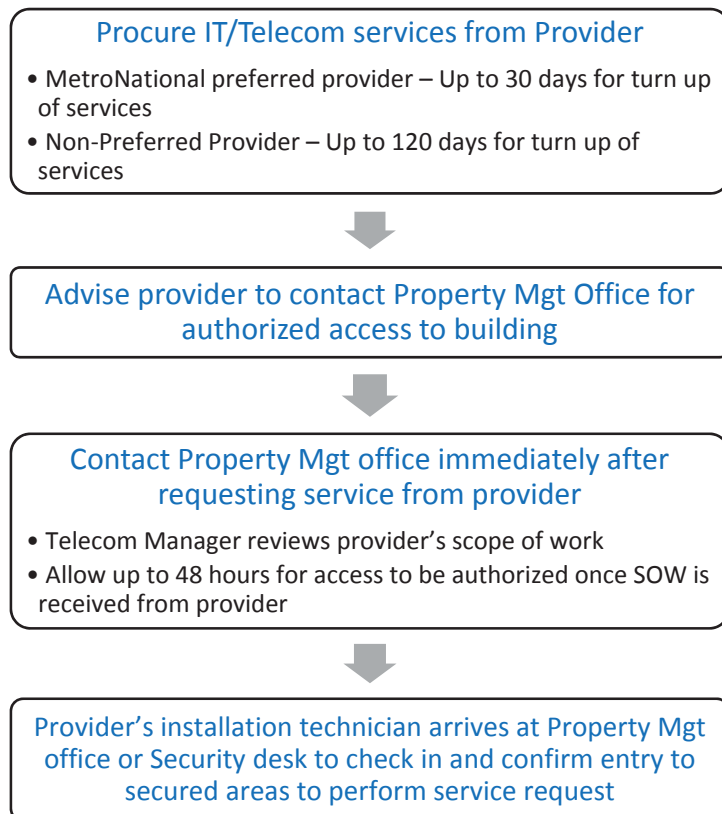 Procure IT/Telecom services from Provider
• MetroNational preferred provider – Up to 30 days for turn up
of services
• Non-Preferred Provider – Up to 120 days for turn up of
services
Advise provider to contact Property Mgt Office for
authorized access to building
Contact Property Mgt office immediately after
requesting service from provider
• Telecom Manager reviews provider’s scope of work
• Allow up to 48 hours for access to be authorized once SOW is
received from provider
Provider’s installation technician arrives at Property Mgt
office or Security desk to check in and confirm entry to
secured areas to perform service request